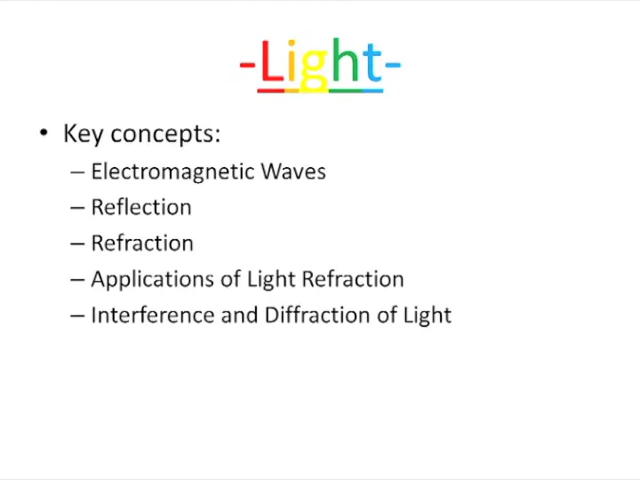 -Light-
• Key concepts:
– Electromagnetic Waves
– Reflection
– Refraction
– Applications of Light Refraction
– Interference and Diffraction of Light